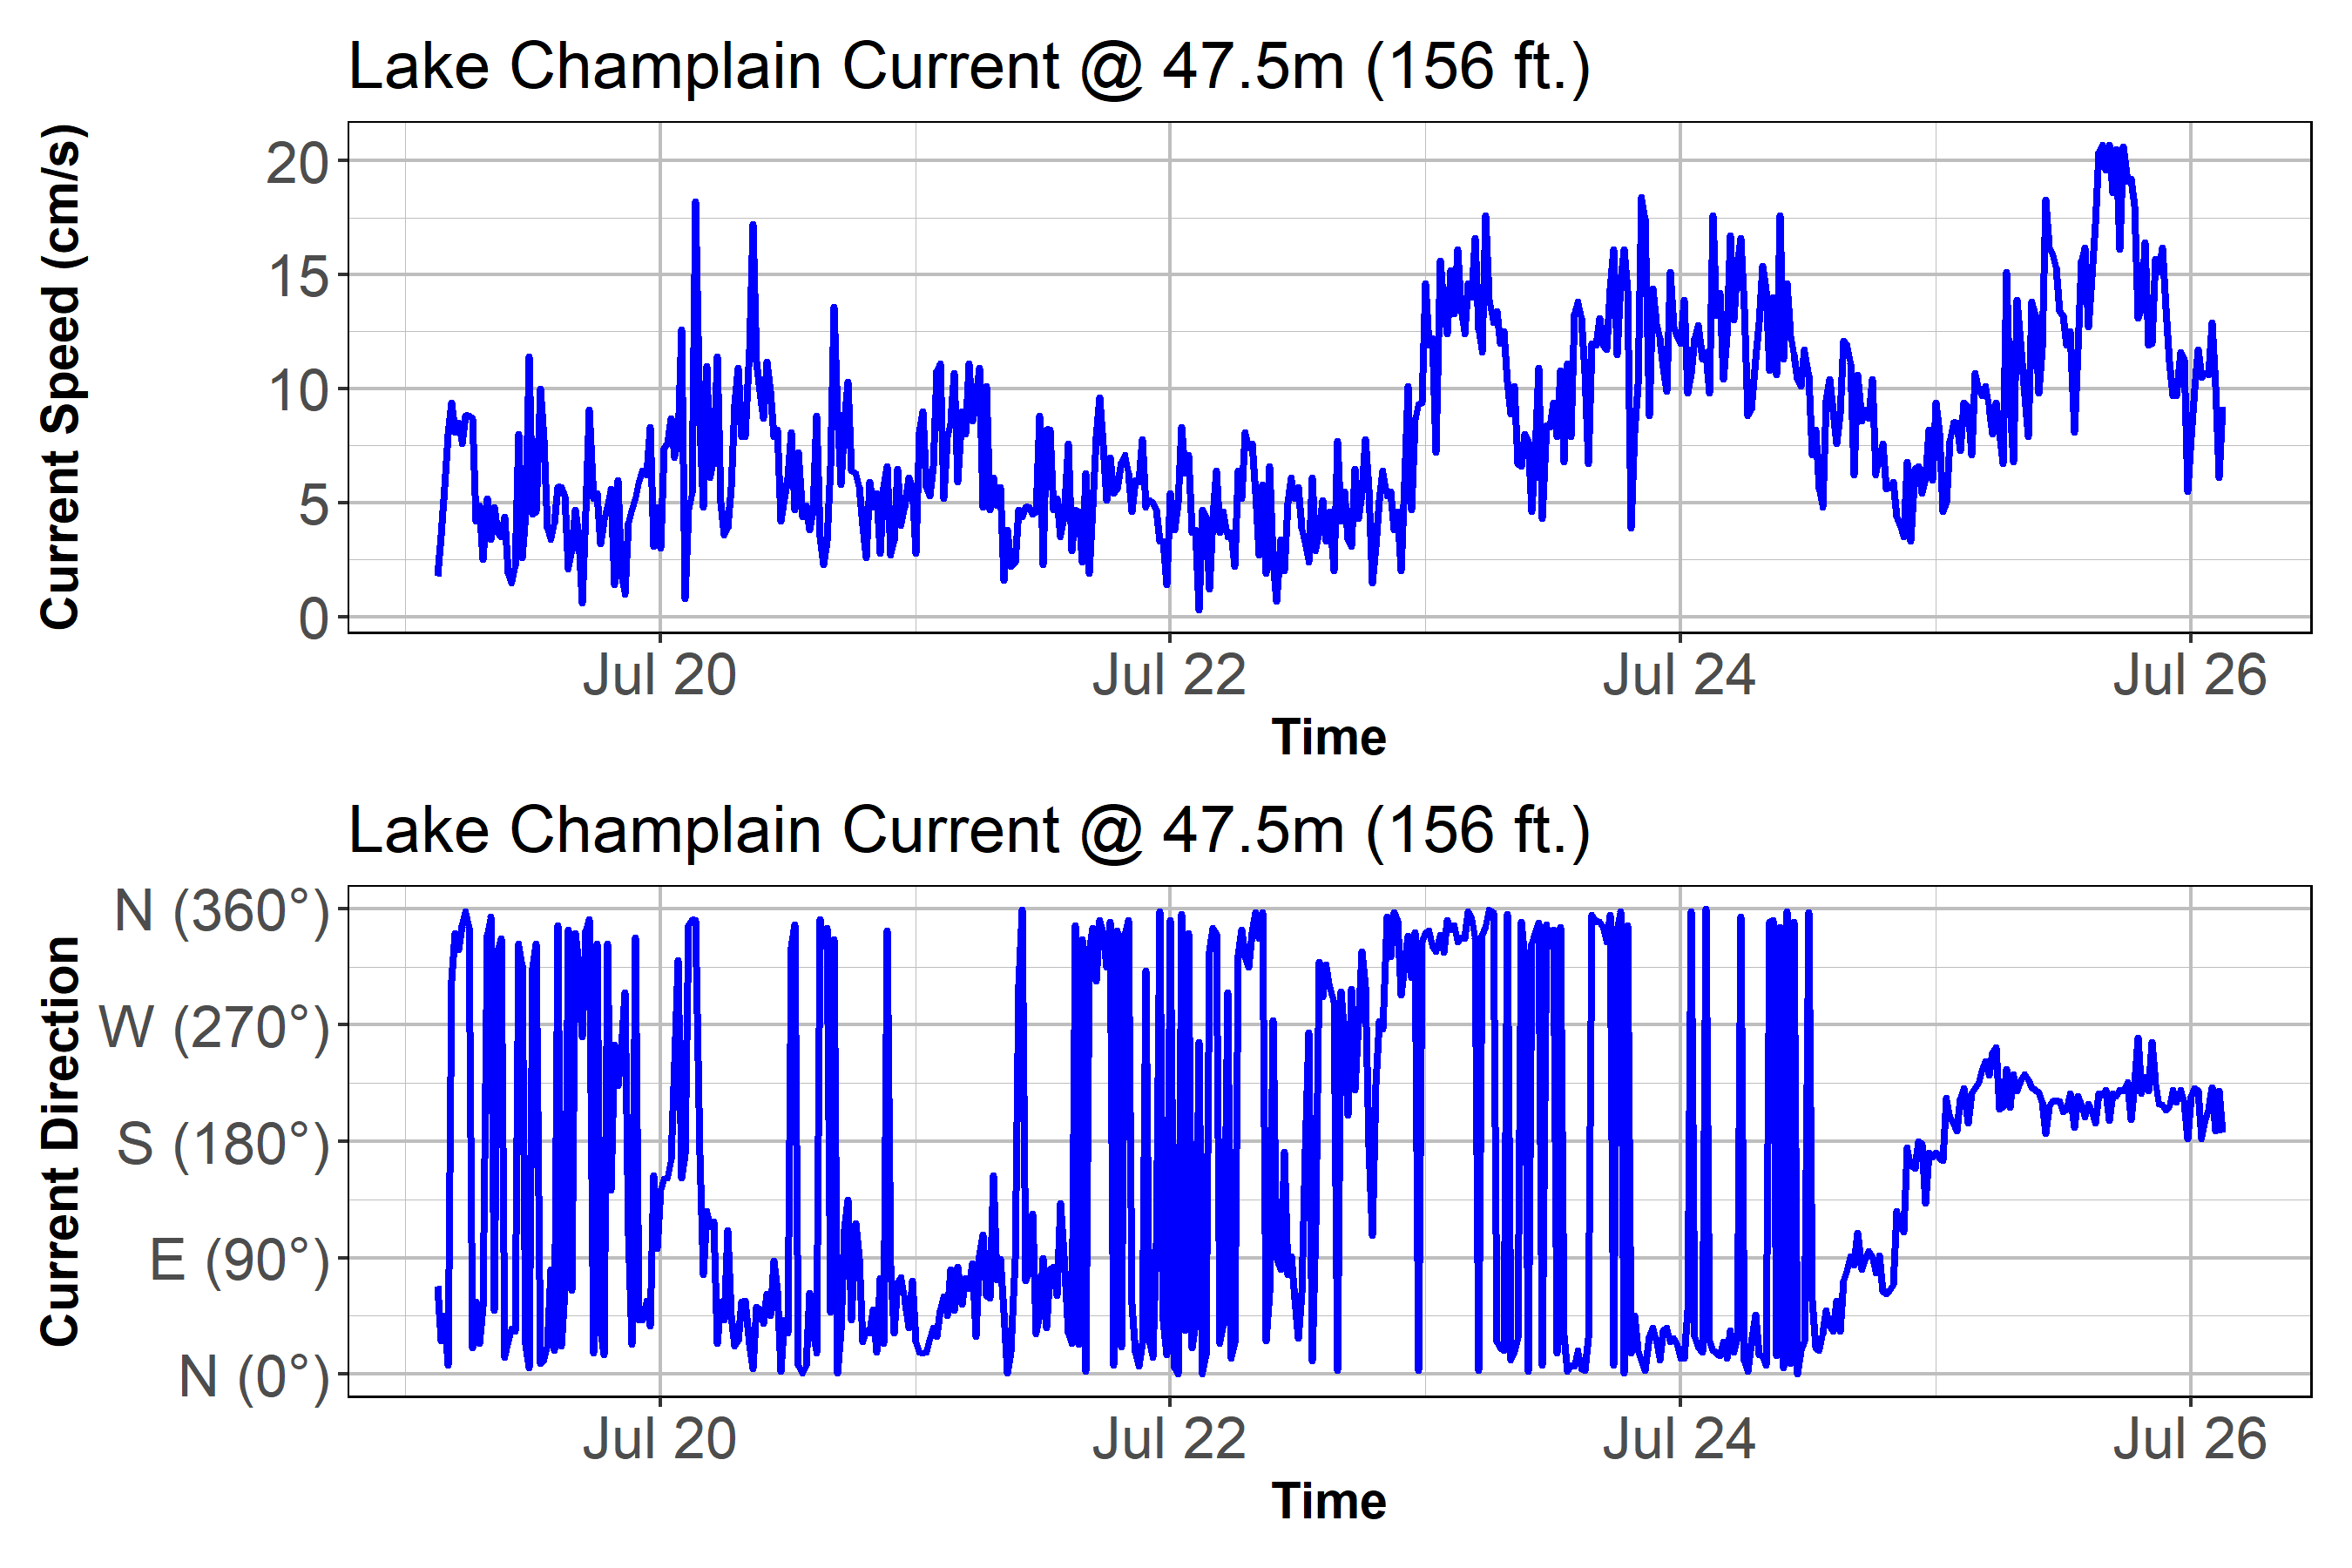 Lake Champlain Current @ 47.5m (156 ft.)
Current Speed (cm/s)
20
15
10
5
0
Jul 20 Jul 22 Jul 24 Jul 26
Time
Lake Champlain Current @ 47.5m (156 ft.)
Current Direction
N (360°)
W (270°)
S (180°)
E (90°)
N (0°)
Jul 20 Jul 22 Jul 24 Jul 26
Time